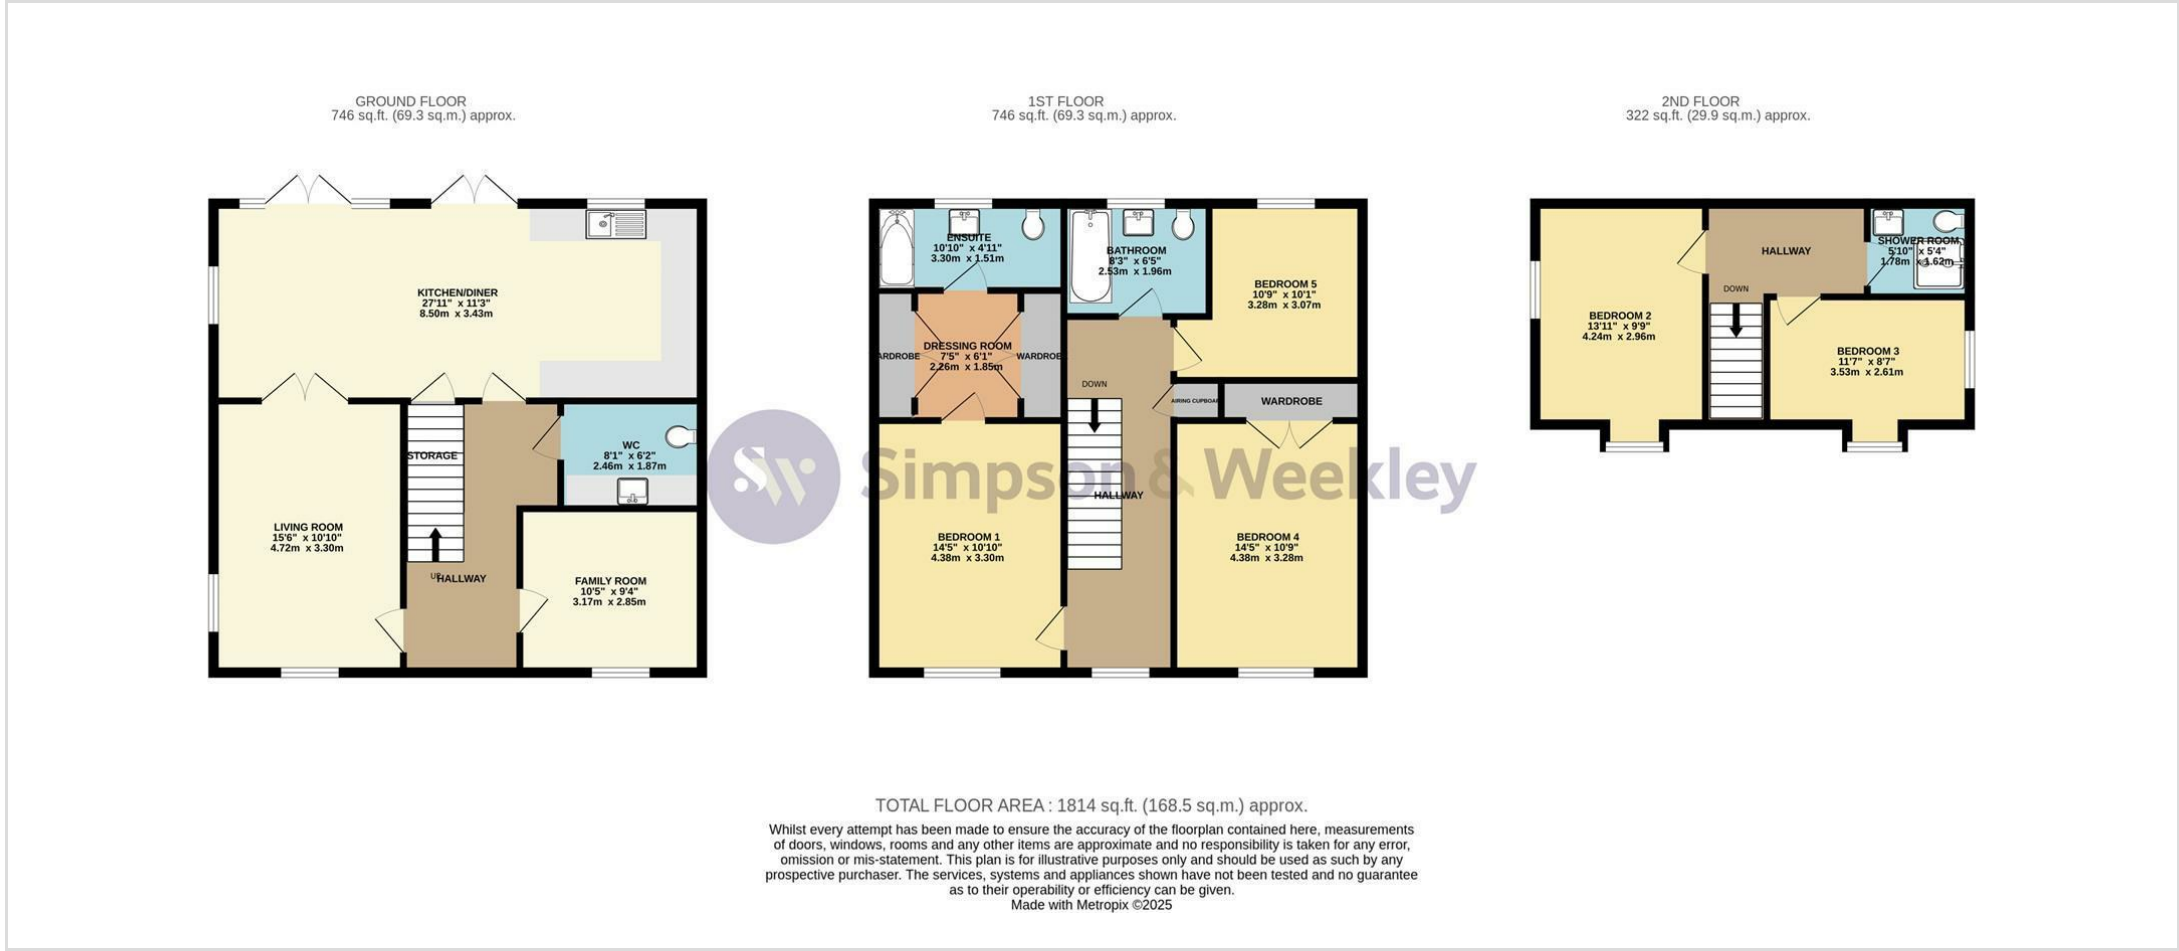 GROUND FLOOR
746 sq.ft. (69.3 sq.m.) approx.
KITCHEN/DINER
27'11" x 11'3"
8.50m x 3.43m
STORAGE
WC
8'1" x 6'2"
2.46m x 1.87m
LIVING ROOM
15'6" x 10'10"
4.72m x 3.30m
UP
HALLWAY
FAMILY ROOM
10'5" x 9'4"
3.17m x 2.85m
1ST FLOOR
746 sq.ft. (69.3 sq.m.) approx.
ENSUITE
10'10" x 4'11"
3.30m x 1.51m
BATHROOM
8'3" x 6'5"
2.53m x 1.96m
BEDROOM 5
10'9" x 10'1"
3.28m x 3.07m
ARDROBE
DRESSING ROOM
7'5" x 6'1"
2.26m x 1.85m
WARDROBE
DOWN
AIRING CUPBOARD
WARDROBE
Simpson & Weekley
HALLWAY
BEDROOM 1
14'5" x 10'10"
4.38m x 3.30m
BEDROOM 4
14'5" x 10'9"
4.38m x 3.28m
2ND FLOOR
322 sq.ft. (29.9 sq.m.) approx.
HALLWAY
SHOWER ROOM
5'10" x 5'4"
1.78m x 1.62m
DOWN
BEDROOM 2
13'11" x 9'9"
4.24m x 2.96m
BEDROOM 3
11'7" x 8'7"
3.53m x 2.61m
TOTAL FLOOR AREA : 1814 sq.ft. (168.5 sq.m.) approx.
Whilst every attempt has been made to ensure the accuracy of the floorplan contained here, measurements
of doors, windows, rooms and any other items are approximate and no responsibility is taken for any error,
omission or mis-statement. This plan is for illustrative purposes only and should be used as such by any
prospective purchaser. The services, systems and appliances shown have not been tested and no guarantee
as to their operability or efficiency can be given.
Made with Metropix ©2025